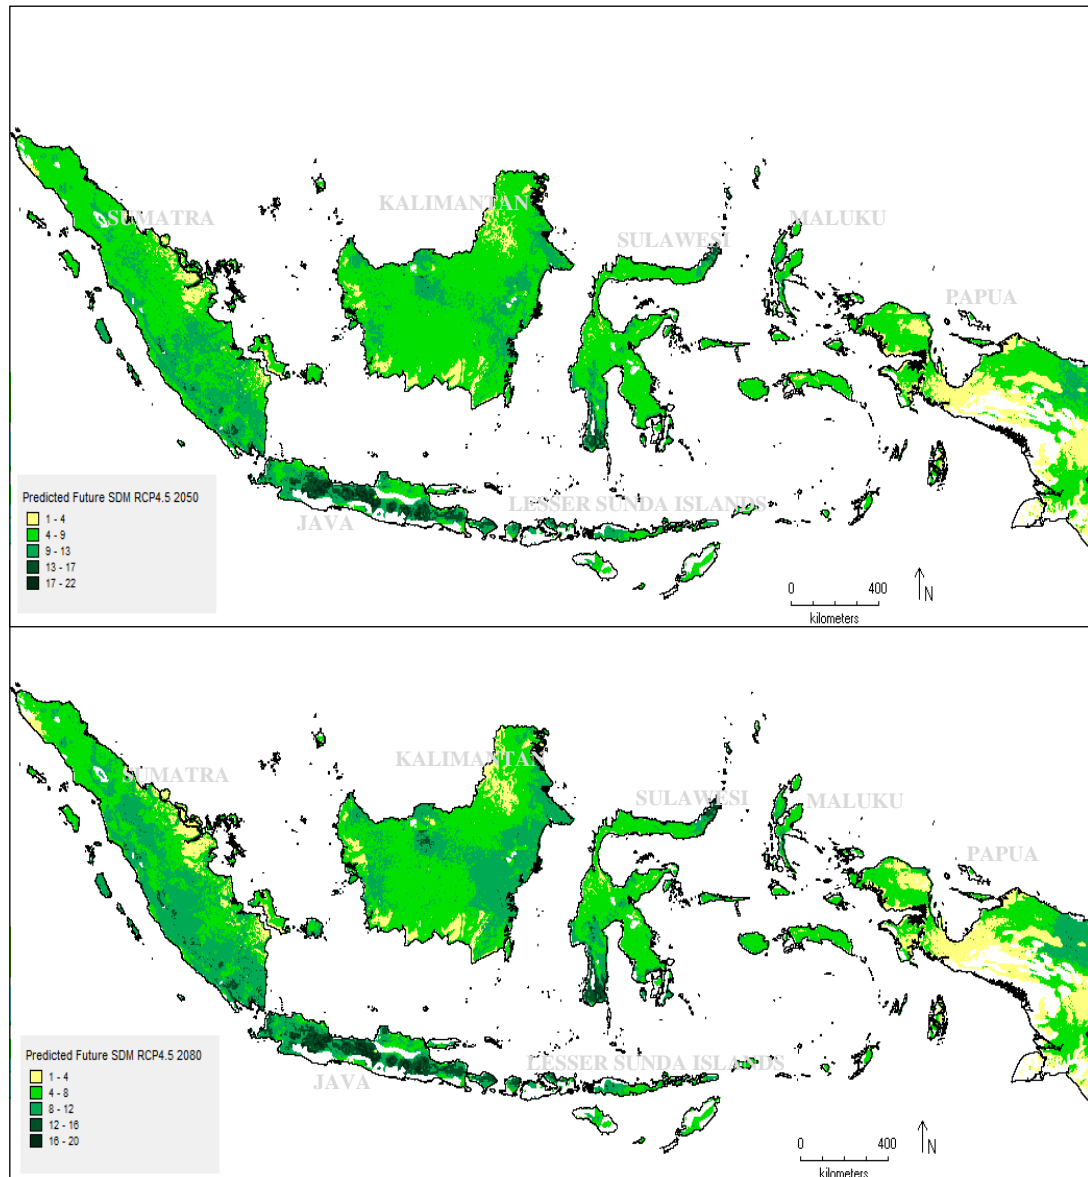 KALIMANTAN
SUMATRA
MALUKU
SULAWESI
PAPUA
Predicted Future SDM RCP4.5 2050
1 - 4
4 - 9
9 - 13
13 - 17
17 - 22
LESSER SUNDA ISLANDS
JAVA
0 400
N
kilometers
KALIMANTAN
SUMATRA
SULAWESI
MALUKU
PAPUA
Predicted Future SDM RCP4.5 2080
1 - 4
4 - 8
8 - 12
12 - 16
16 - 20
LESSER SUNDA ISLANDS
JAVA
0 400
N
kilometers